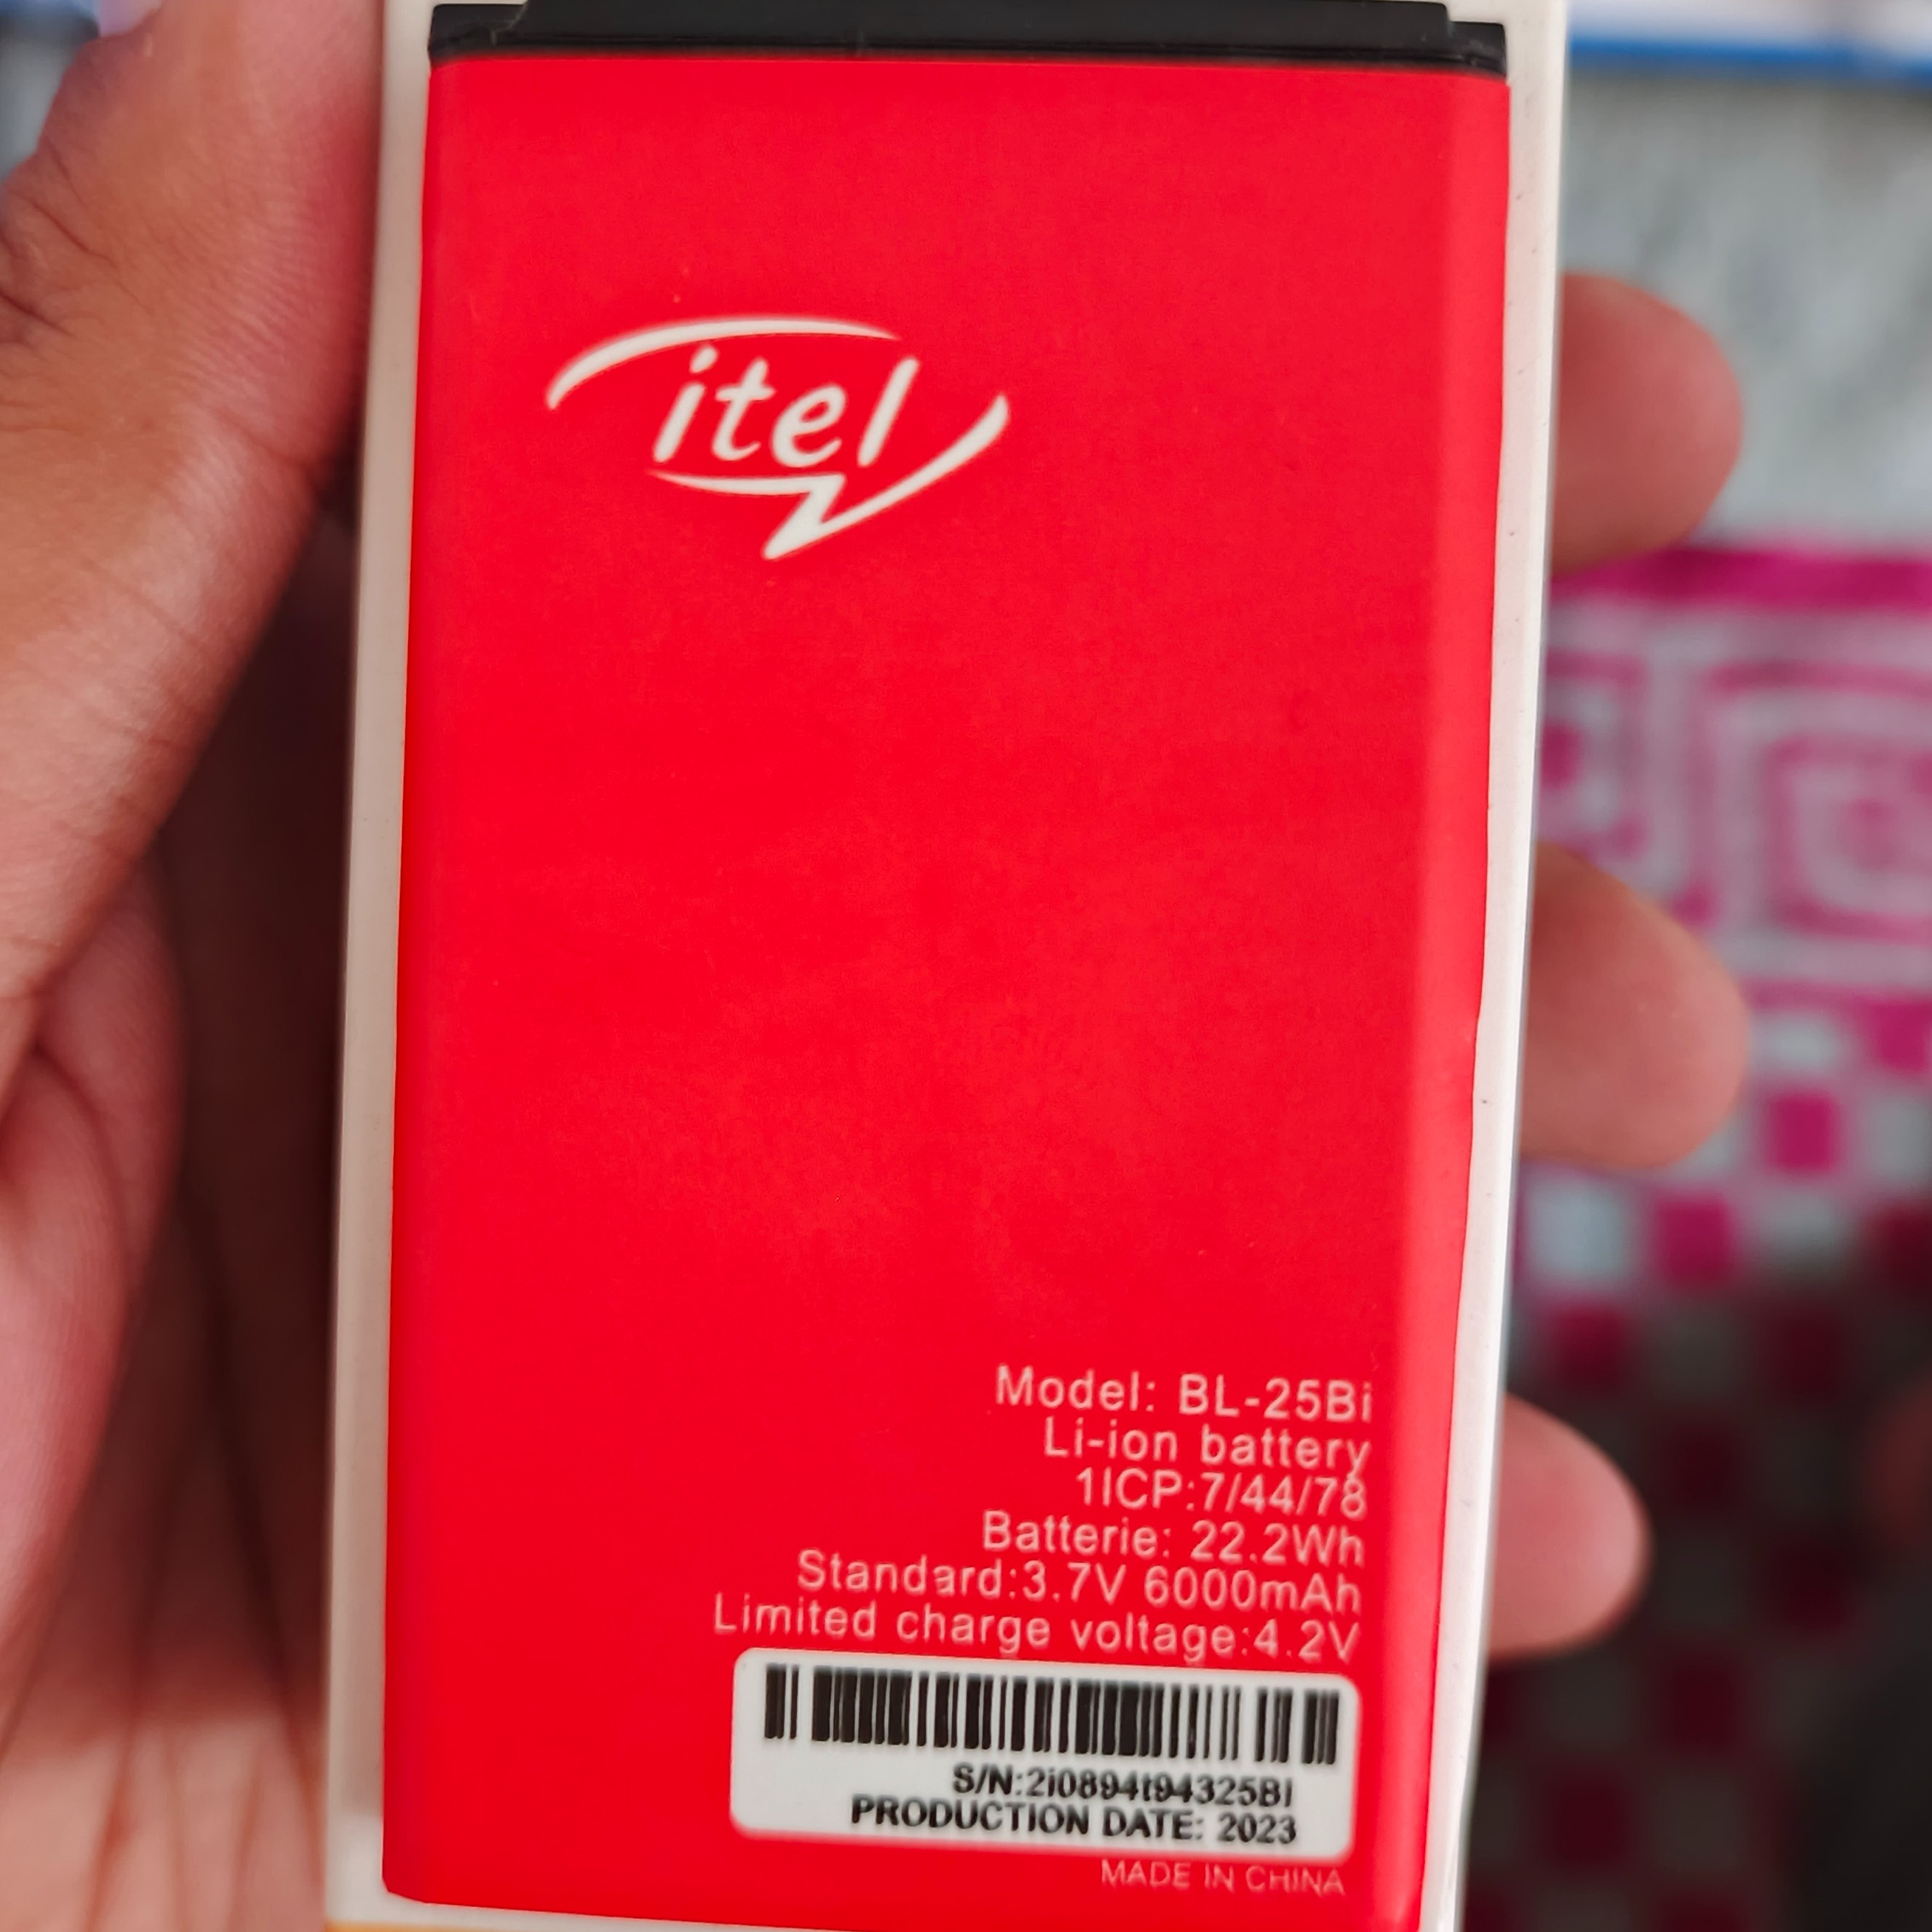 itel
Model: BL-25Bi
Li-ion battery
1ICP:7/44/78
Batterie: 22.2Wh
Standard:3.7V 6000mAh
Limited charge voltage:4.2V
S/N:2i0894t94325BI
PRODUCTION DATE: 2023
MADE IN CHINA